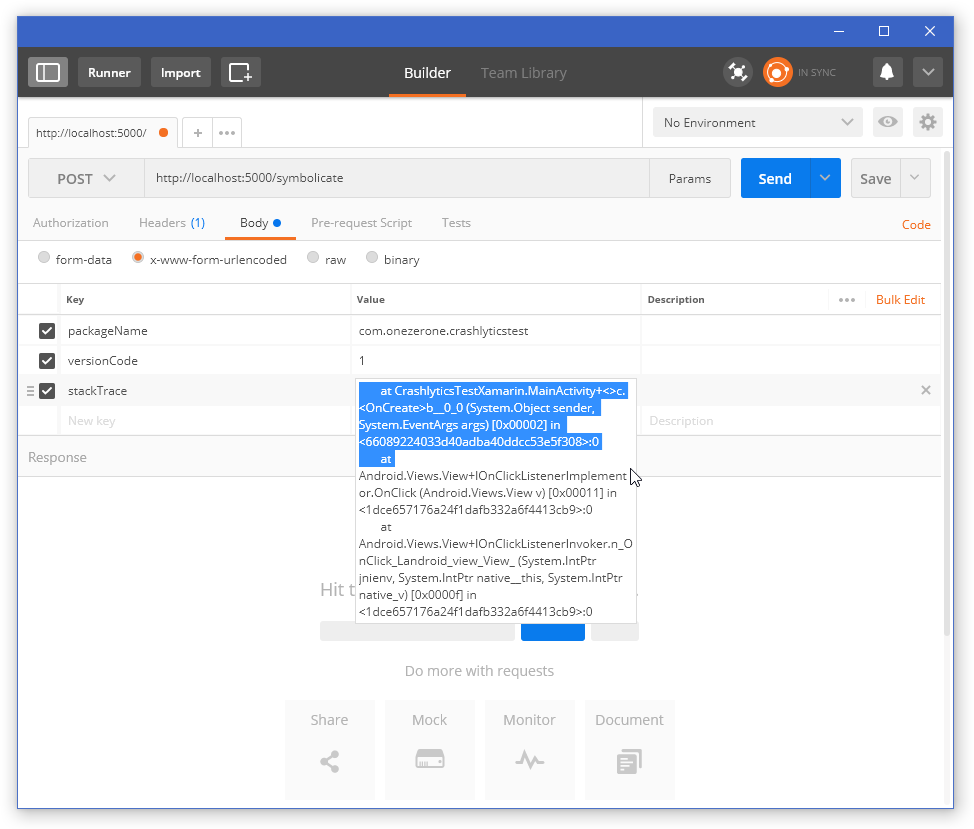 Runner Import Builder Team Library IN SYNC
http://localhost:5000/ + ••• No Environment
POST http://localhost:5000/symbolicate Params Send Save
Authorization Headers (1) Body Pre-request Script Tests Code
form-data x-www-form-urlencoded raw binary
Key Value Description ••• Bulk Edit
packageName com.onezerone.crashlyticstest
versionCode 1
stackTrace
at CrashlyticsTestXamarin.MainActivity+<>c.
<OnCreate>b__0_0 (System.Object sender,
System.EventArgs args) [0x00002] in
<66089224033d40adba40ddcc53e5f308>:0
at
Android.Views.View+IOnClickListenerImplement
or.OnClick (Android.Views.View v) [0x00011] in
<1dce657176a24f1dafb332a6f4413cb9>:0
at
Android.Views.View+IOnClickListenerInvoker.n_O
nClick_Landroid_view_View_ (System.IntPtr
jnienv, System.IntPtr native__this, System.IntPtr
native_v) [0x0000f] in
<1dce657176a24f1dafb332a6f4413cb9>:0
New key Description
Response
Hit
Do more with requests
Share Mock Monitor Document